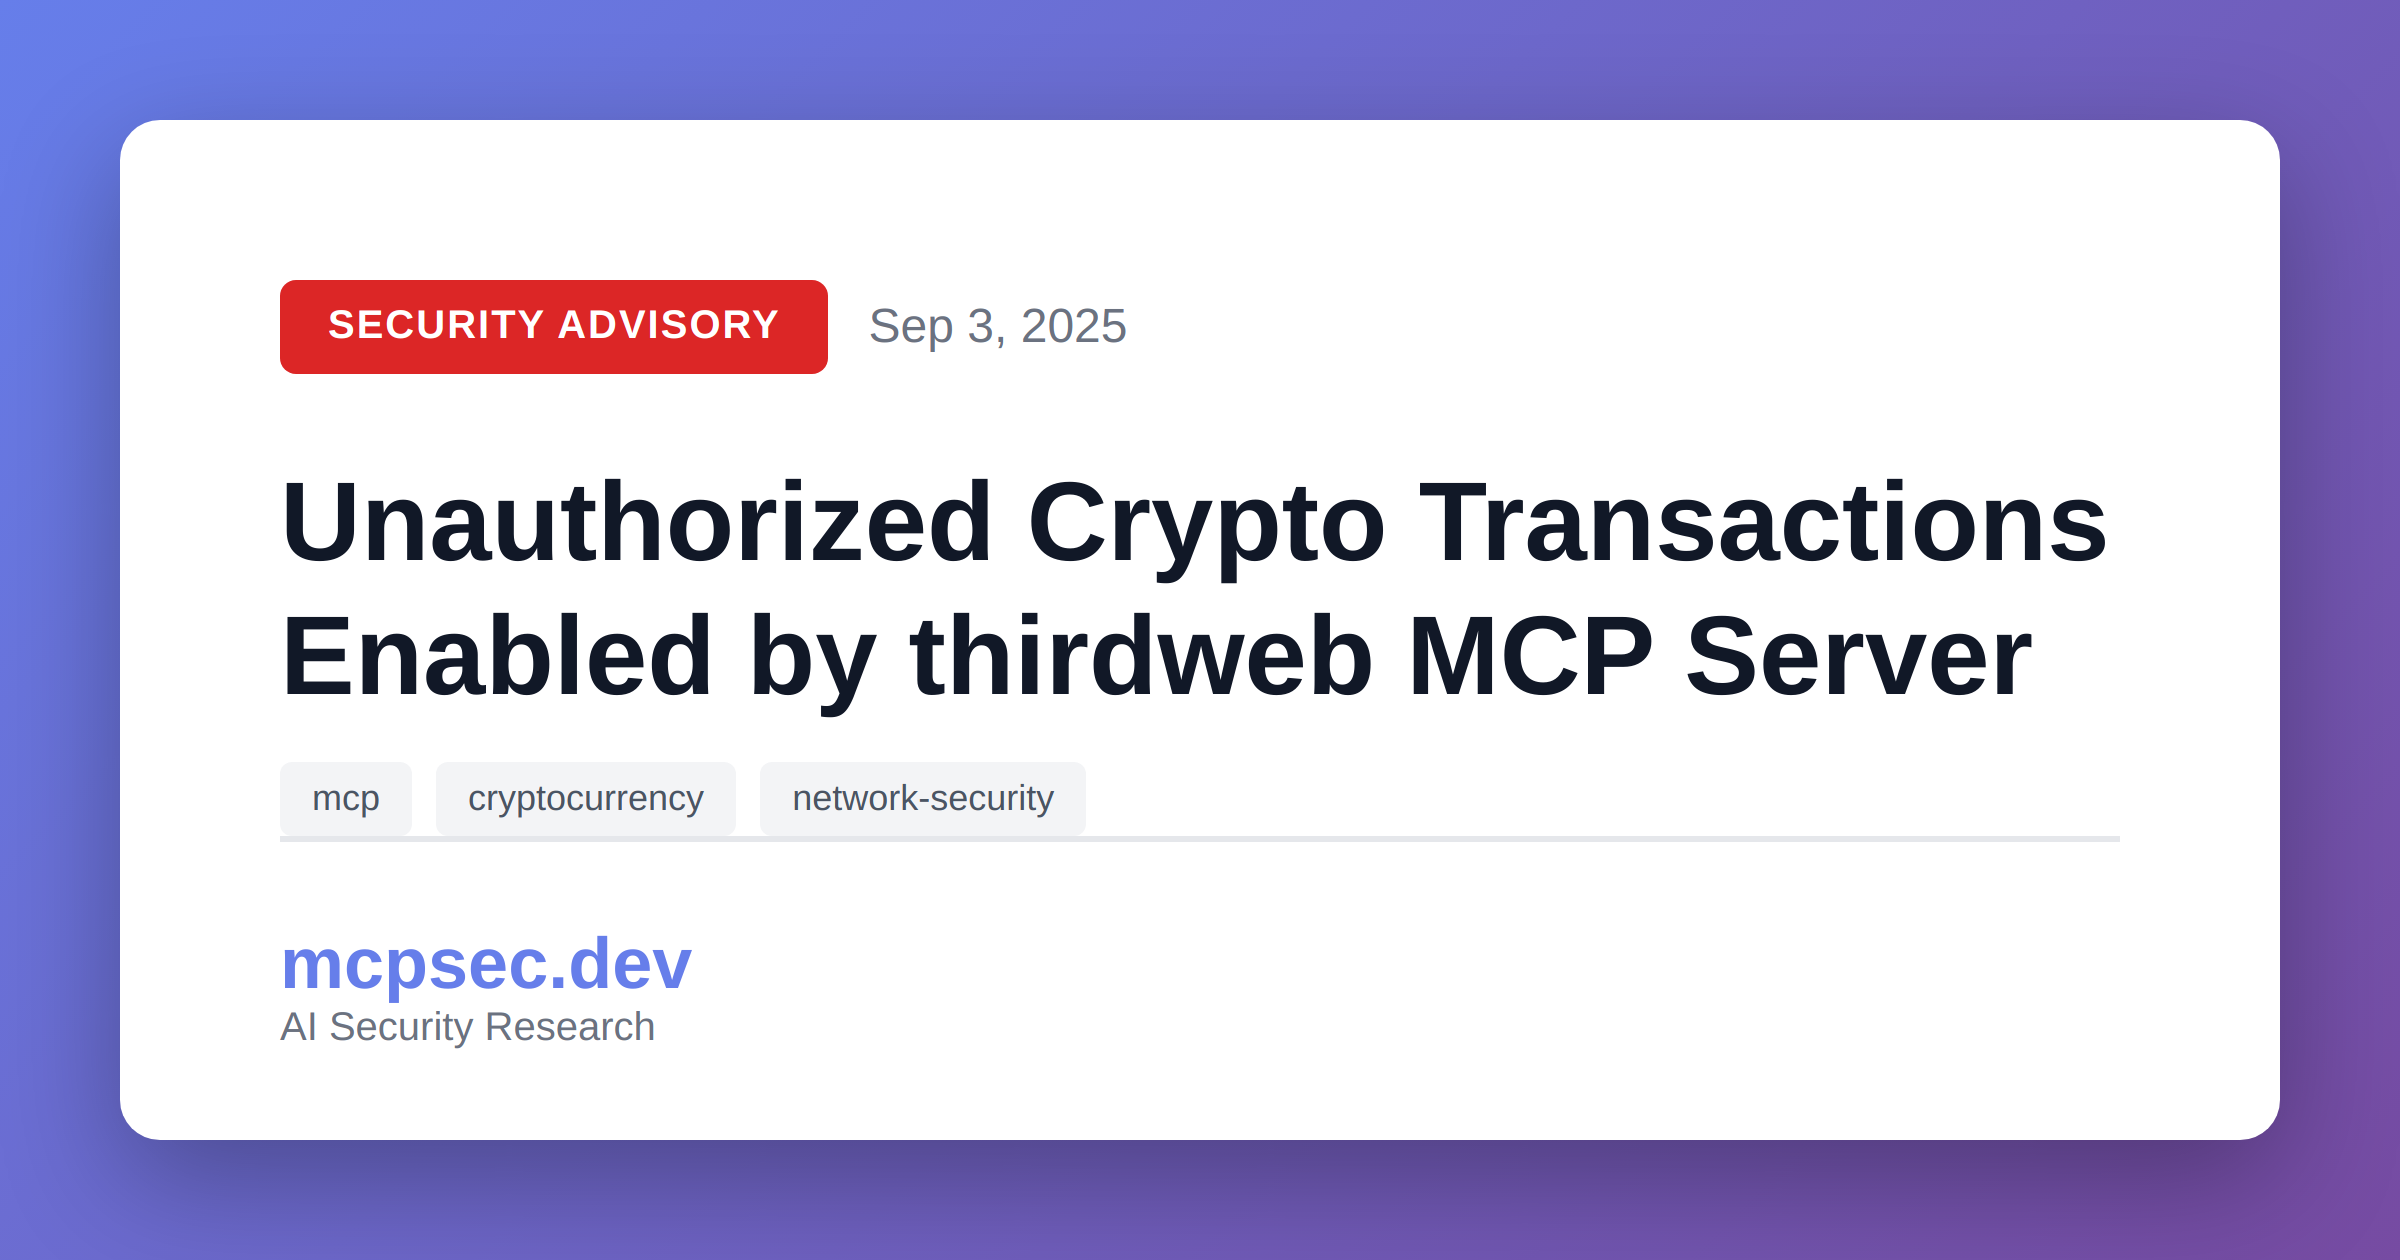 SECURITY ADVISORY
Sep 3, 2025
Unauthorized Crypto Transactions
Enabled by thirdweb MCP Server
mcp
cryptocurrency
network-security
mcpsec.dev
AI Security Research